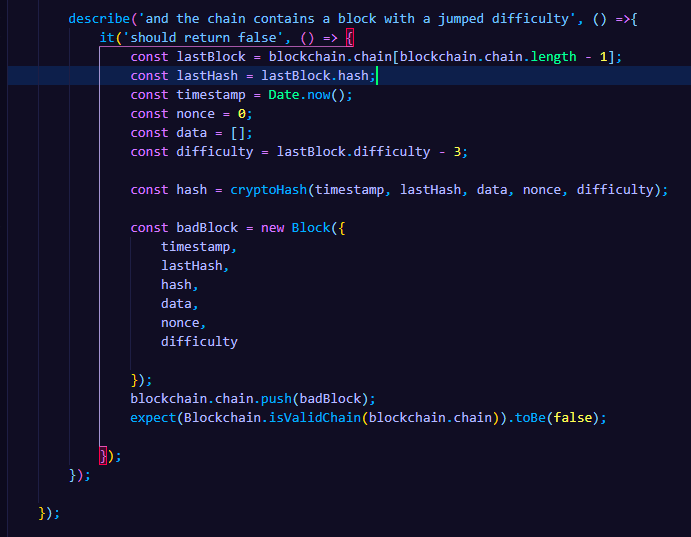 describe('and the chain contains a block with a jumped difficulty', () =>{
it('should return false', () => {
const lastBlock = blockchain.chain[blockchain.chain.length - 1];
const lastHash = lastBlock.hash;
const timestamp = Date.now();
const nonce = 0;
const data = [];
const difficulty = lastBlock.difficulty - 3;
const hash = cryptoHash(timestamp, lastHash, data, nonce, difficulty);
const badBlock = new Block({
timestamp,
lastHash,
hash,
data,
nonce,
difficulty
});
blockchain.chain.push(badBlock);
expect(Blockchain.isValidChain(blockchain.chain)).toBe(false);
});
});
});